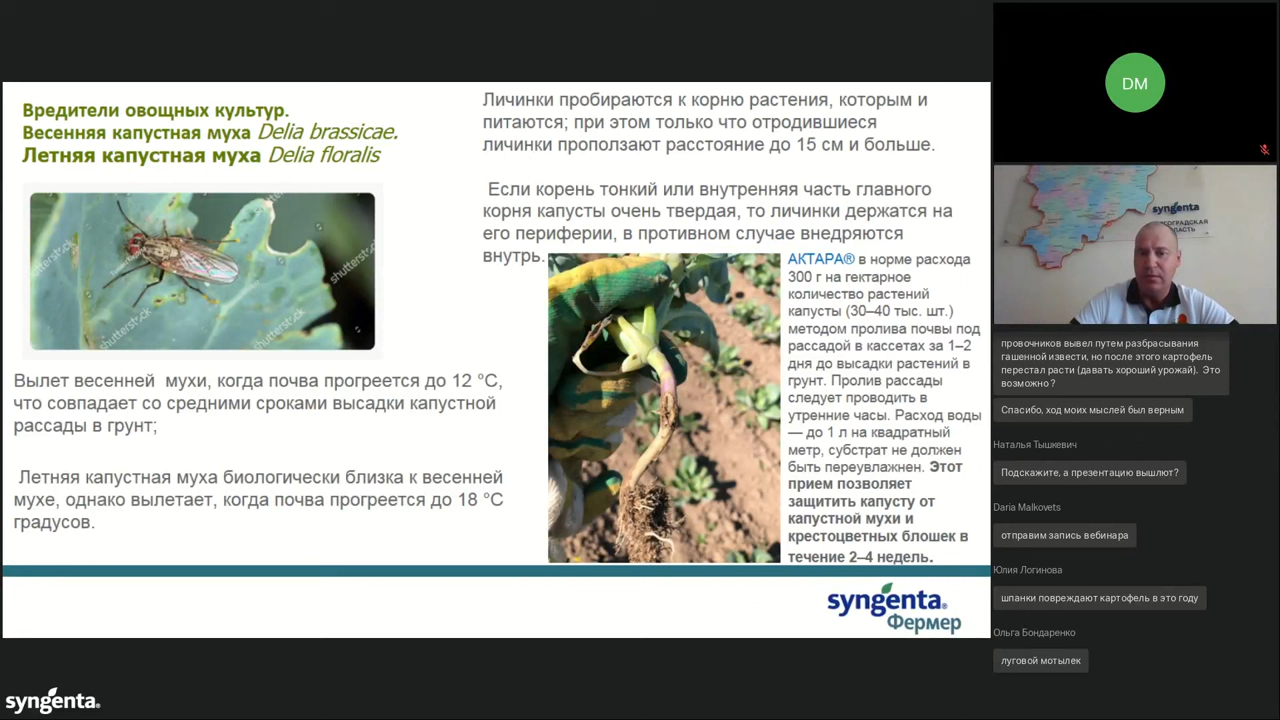 Вредители овощных культур.
Весенняя капустная муха Delia brassicae.
Летняя капустная муха Delia floralis
shutterstock
shutterstock
shutterstock
Вылет весенней мухи, когда почва прогреется до 12 °С,
что совпадает со средними сроками высадки капустной
рассады в грунт;
Летняя капустная муха биологически близка к весенней
мухе, однако вылетает, когда почва прогреется до 18 °С
градусов.
Личинки пробираются к корню растения, которым и
питаются; при этом только что отродившиеся
личинки проползают расстояние до 15 см и больше.
Если корень тонкий или внутренняя часть главного
корня капусты очень твердая, то личинки держатся на
его периферии, в противном случае внедряются
внутрь.
АКТАРА® в норме расхода
300 г на гектарное
количество растений
капусты (30–40 тыс. шт.)
методом пролива почвы под
рассадой в кассетах за 1–2
дня до высадки растений в
грунт. Пролив рассады
следует проводить в
утренние часы. Расход воды
— до 1 л на квадратный
метр, субстрат не должен
быть переувлажнен. Этот
прием позволяет
защитить капусту от
капустной мухи и
крестоцветных блошек в
течение 2–4 недель.
syngenta®
Фермер
syngenta®
DM
syngenta
ОБЛАСТЬ
проволочников вывел путем разбрасывания
гашенной извести, но после этого картофель
перестал расти (давать хороший урожай). Это
возможно ?
Спасибо, ход моих мыслей был верным
Наталья Тышкевич
Подскажите, а презентацию вышлют?
Daria Malkovets
отправим запись вебинара
Юлия Логинова
шпанки повреждают картофель в это году
Ольга Бондаренко
луговой мотылек